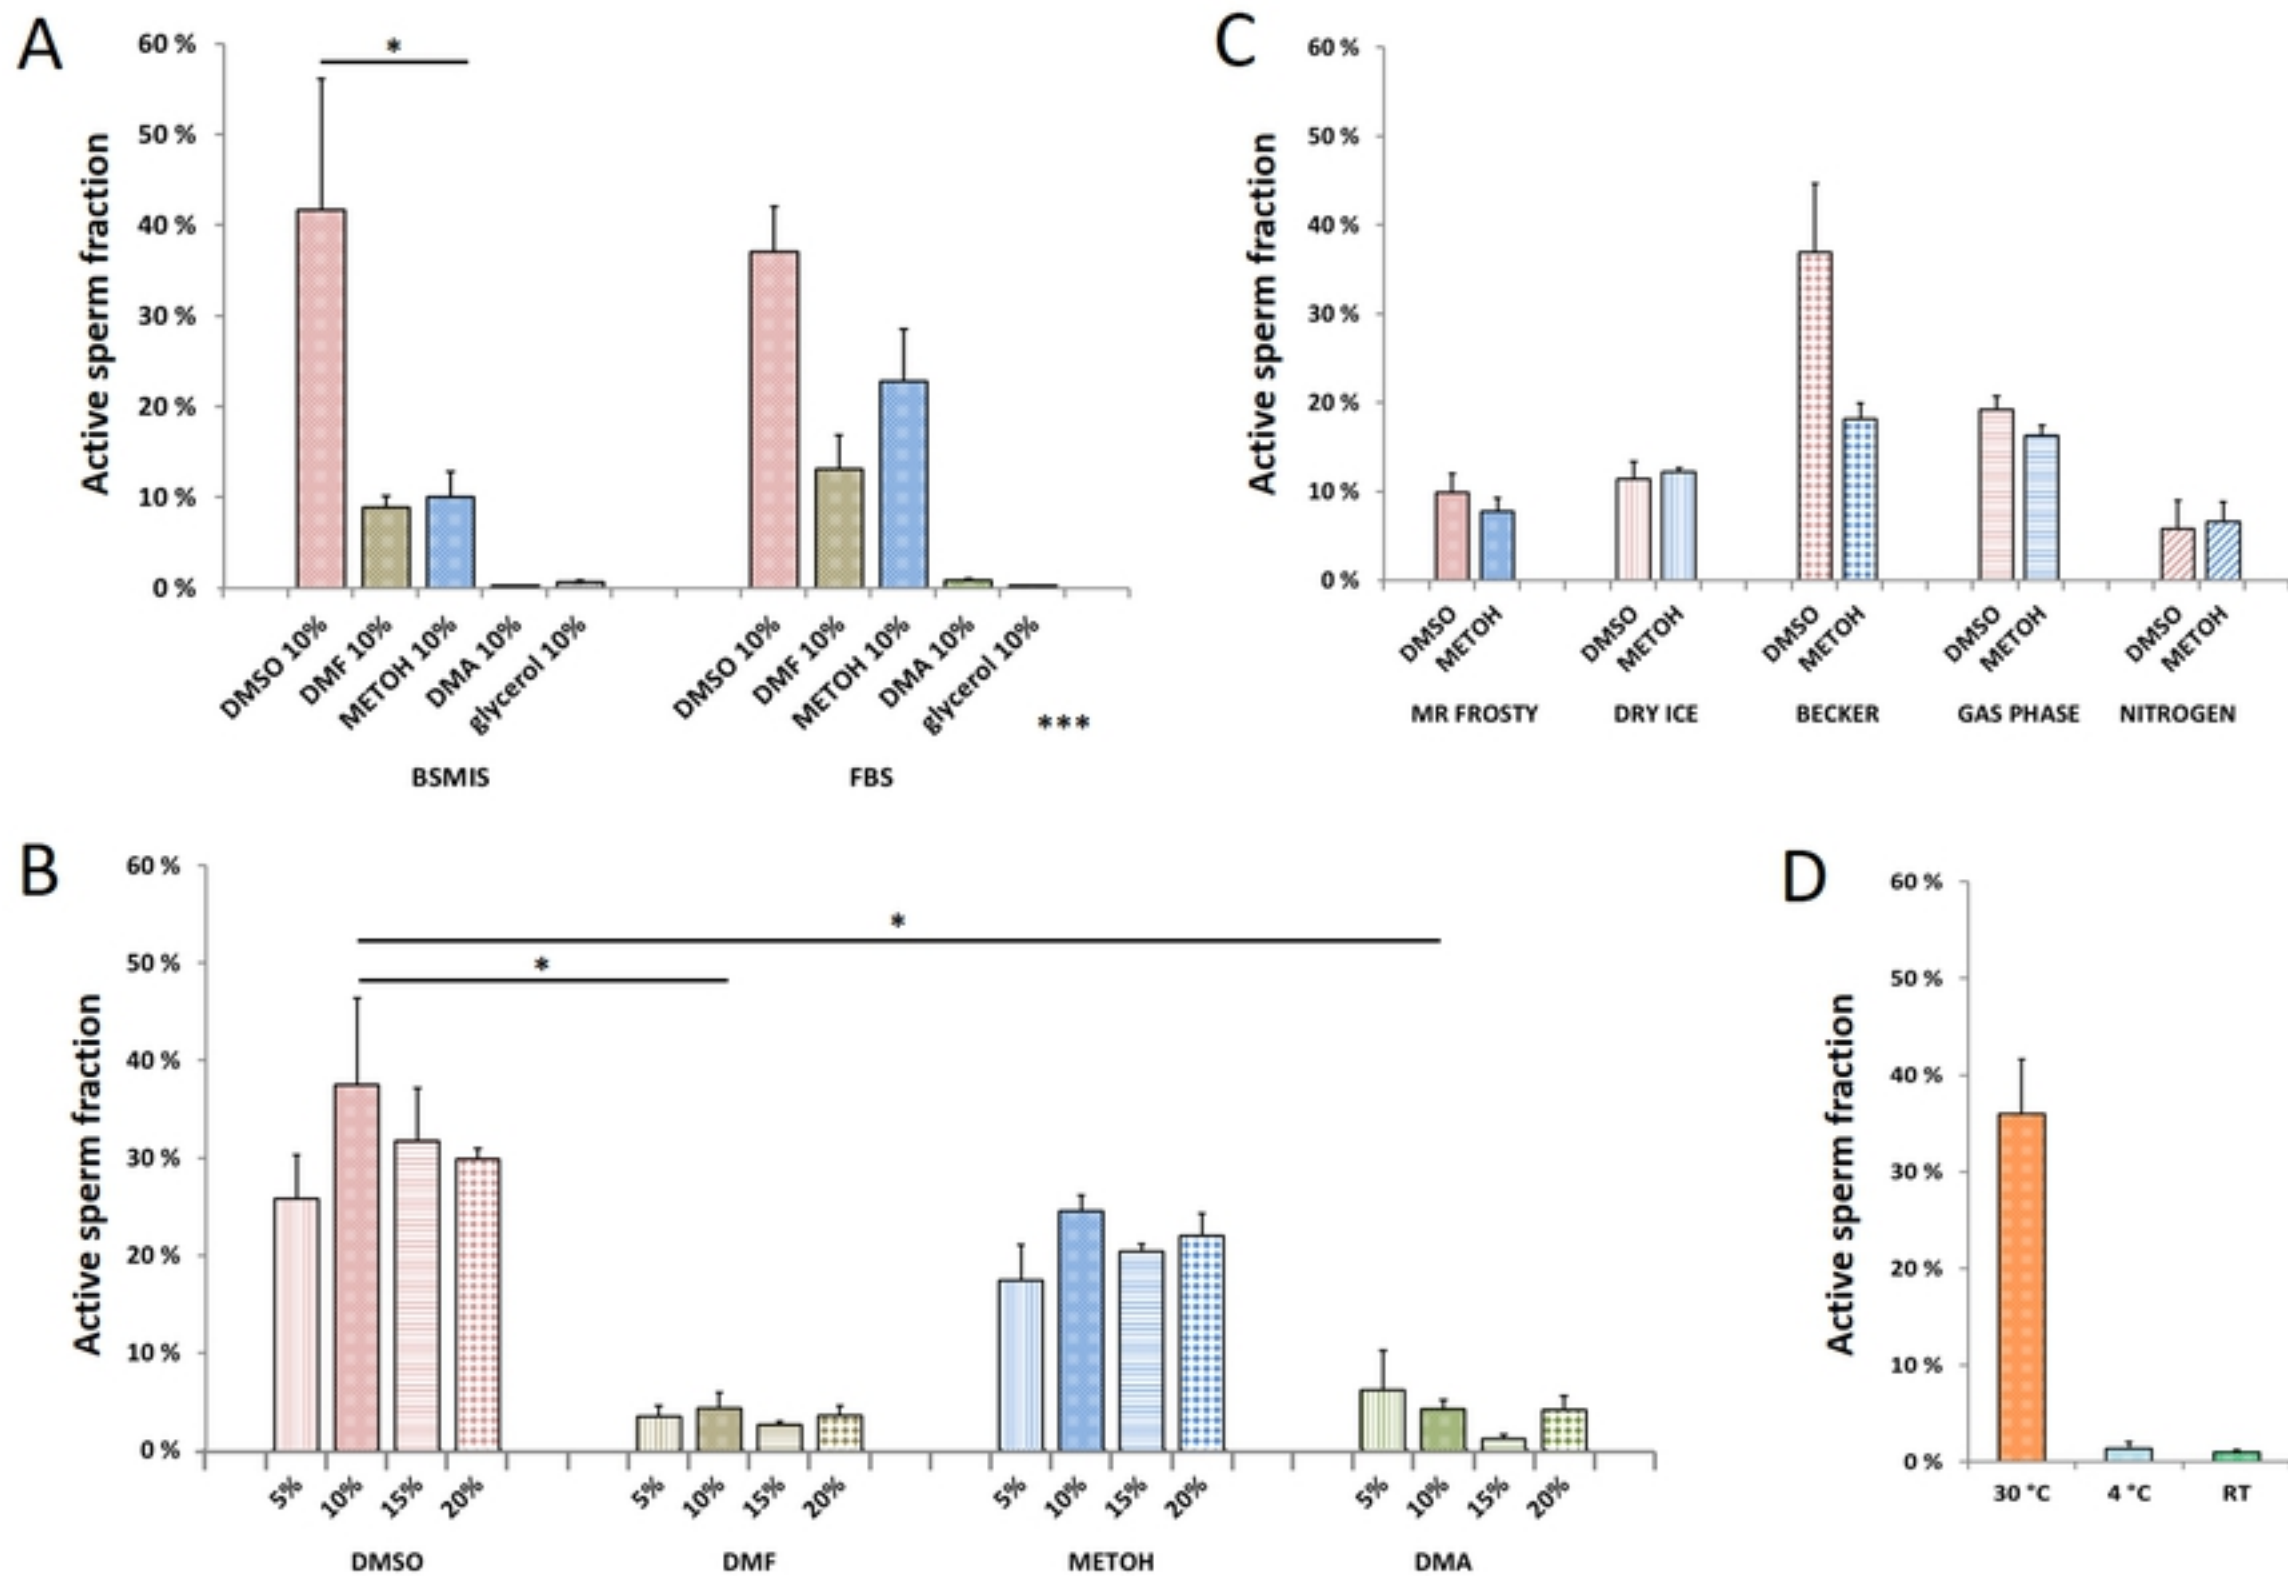 A
Active sperm fraction
60 %
50 %
40 %
30 %
20 %
10 %
0 %
*
DMSO 10%
DMF 10%
METOH 10%
DMA 10%
glycerol 10%
DMSO 10%
DMF 10%
METOH 10%
DMA 10%
glycerol 10%
***
BSMIS
FBS
B
Active sperm fraction
60 %
50 %
40 %
30 %
20 %
10 %
0 %
*
*
5%
10%
15%
20%
5%
10%
15%
20%
5%
10%
15%
20%
5%
10%
15%
20%
DMSO
DMF
METOH
DMA
C
Active sperm fraction
60 %
50 %
40 %
30 %
20 %
10 %
0 %
DMSO
METOH
DMSO
METOH
DMSO
METOH
DMSO
METOH
DMSO
METOH
MR FROSTY
DRY ICE
BECKER
GAS PHASE
NITROGEN
D
Active sperm fraction
60 %
50 %
40 %
30 %
20 %
10 %
0 %
30 °C
4 °C
RT